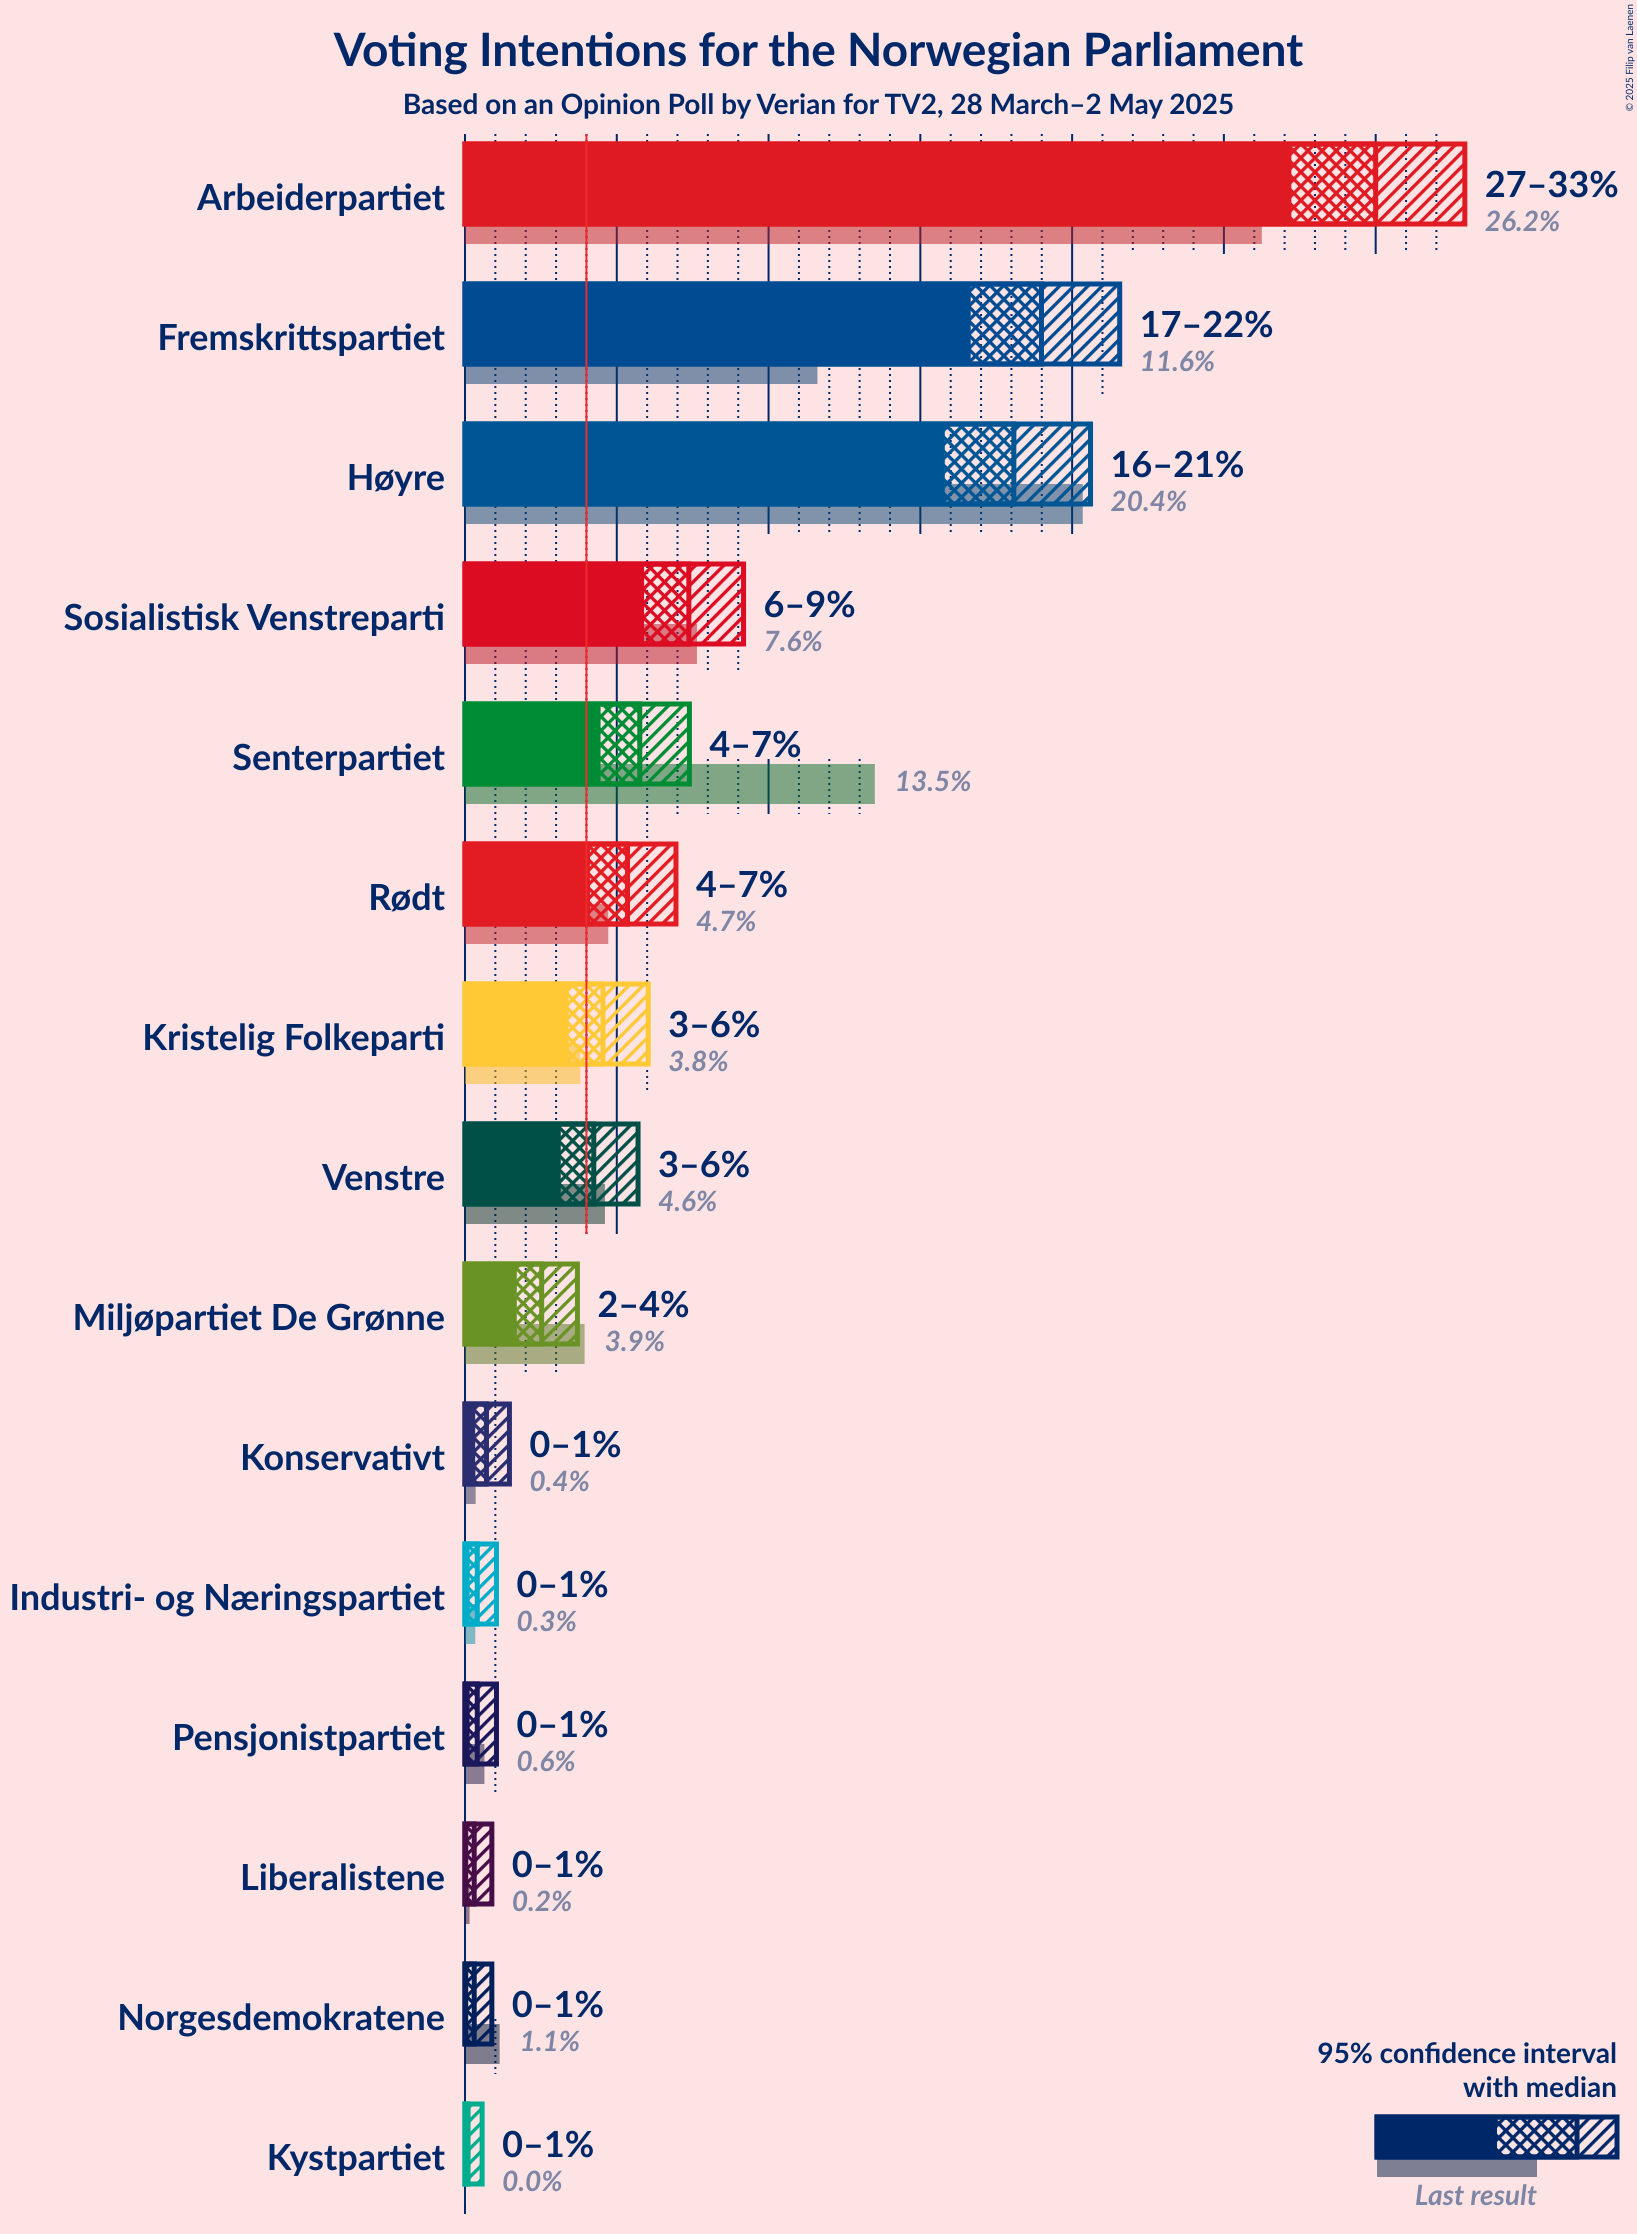 Voting Intentions for the Norwegian Parliament
Based on an Opinion Poll by Verian for TV2, 28 March–2 May 2025
© 2025 Filip van Laenen
Arbeiderpartiet
27–33%
26.2%
Fremskrittspartiet
17–22%
11.6%
Høyre
16–21%
20.4%
Sosialistisk Venstreparti
6–9%
7.6%
Senterpartiet
4–7%
13.5%
Rødt
4–7%
4.7%
Kristelig Folkeparti
3–6%
3.8%
Venstre
3–6%
4.6%
Miljøpartiet De Grønne
2–4%
3.9%
Konservativt
0–1%
0.4%
Industri- og Næringspartiet
0–1%
0.3%
Pensjonistpartiet
0–1%
0.6%
Liberalistene
0–1%
0.2%
Norgesdemokratene
0–1%
1.1%
Kystpartiet
0–1%
0.0%
95% confidence interval
with median
Last result